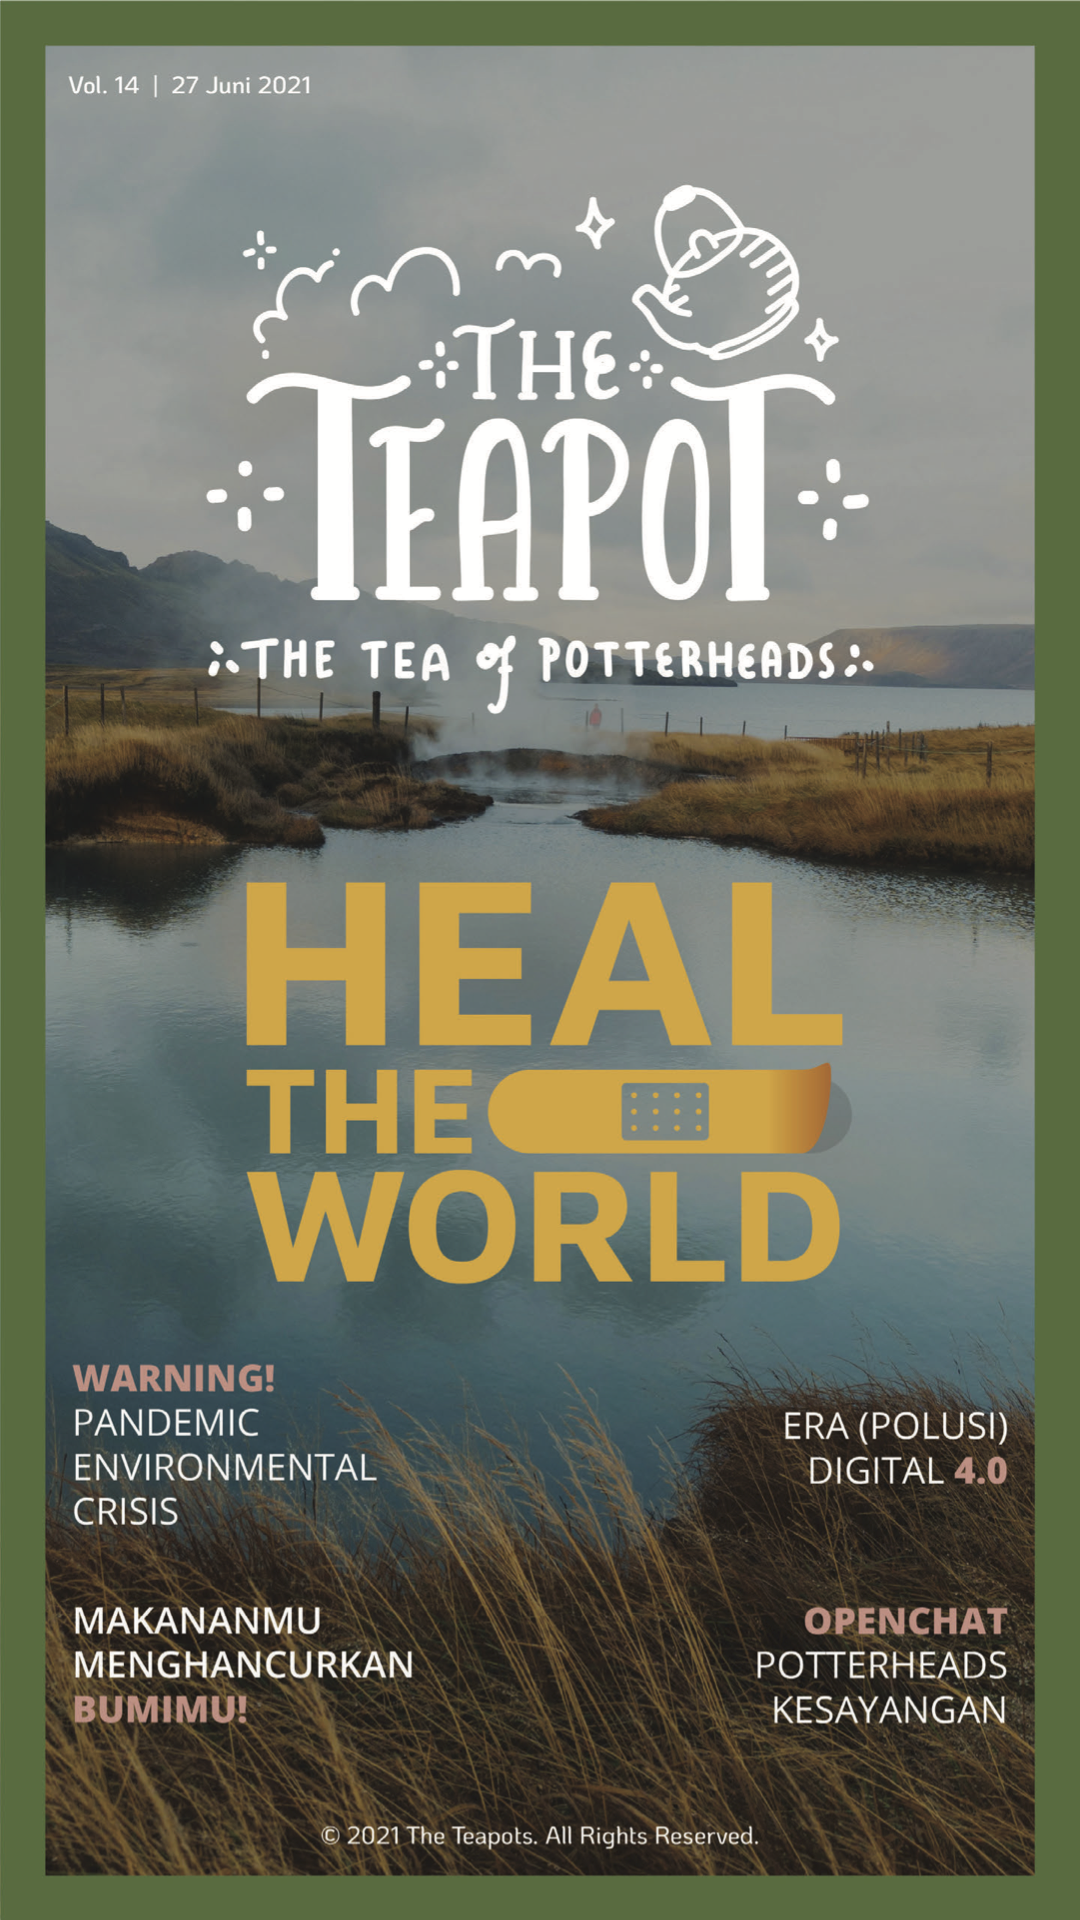 Vol. 14 | 27 Juni 2021
THE
TEAPOT
THE TEA of POTTERHEADS
HEAL
THE
WORLD
WARNING!
PANDEMIC
ENVIRONMENTAL
CRISIS
ERA (POLUSI)
DIGITAL 4.0
MAKANANMU
MENGHANCURKAN
BUMIMU!
OPENCHAT
POTTERHEADS
KESAYANGAN
© 2021 The Teapots. All Rights Reserved.